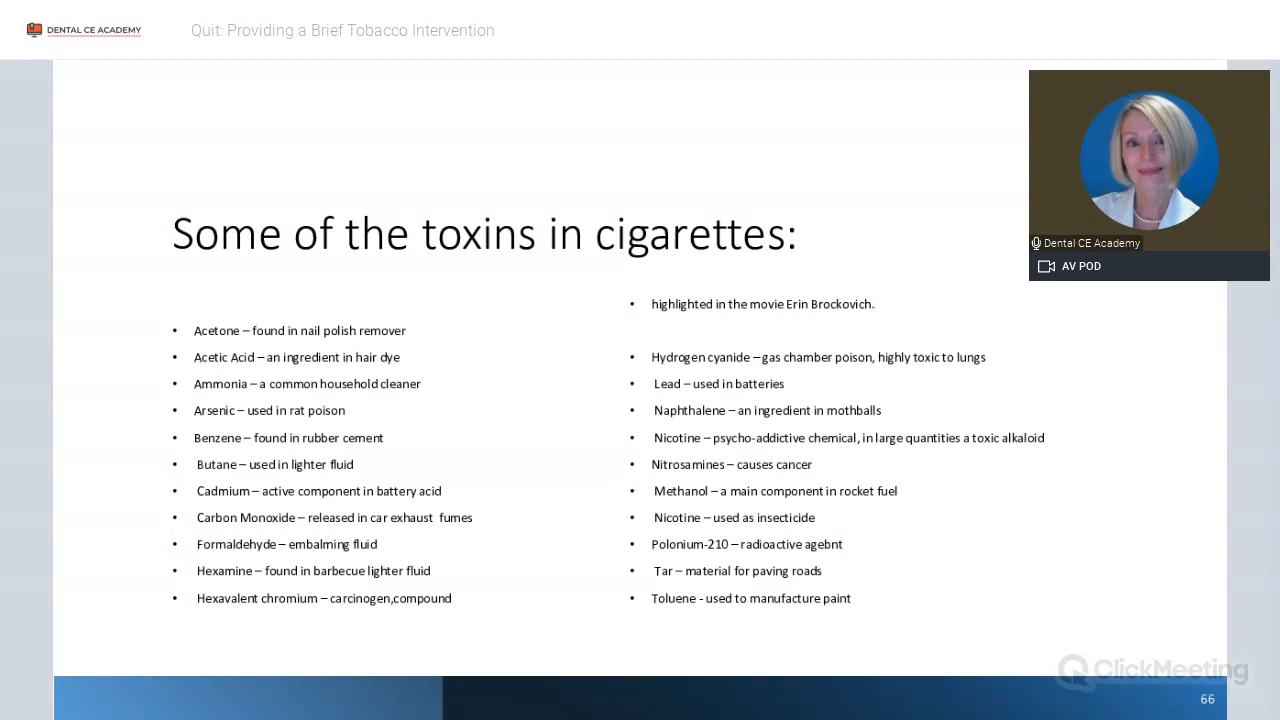 DENTAL CE ACADEMY
Quit: Providing a Brief Tobacco Intervention
Some of the toxins in cigarettes:
• Acetone – found in nail polish remover
• Acetic Acid – an ingredient in hair dye
• Ammonia – a common household cleaner
• Arsenic – used in rat poison
• Benzene – found in rubber cement
• Butane – used in lighter fluid
• Cadmium – active component in battery acid
• Carbon Monoxide – released in car exhaust fumes
• Formaldehyde – embalming fluid
• Hexamine – found in barbecue lighter fluid
• Hexavalent chromium – carcinogen,compound
• highlighted in the movie Erin Brockovich.
• Hydrogen cyanide – gas chamber poison, highly toxic to lungs
• Lead – used in batteries
• Naphthalene – an ingredient in mothballs
• Nicotine – psycho-addictive chemical, in large quantities a toxic alkaloid
• Nitrosamines – causes cancer
• Methanol – a main component in rocket fuel
• Nicotine – used as insecticide
• Polonium-210 – radioactive agebnt
• Tar – material for paving roads
• Toluene - used to manufacture paint
Dental CE Academy
AV POD
ClickMeeting
66